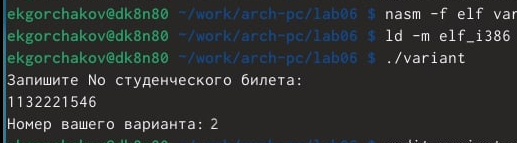 ekgorchakov@dk8n80 ~/work/arch-pc/lab06 $ nasm -f elf var
ekgorchakov@dk8n80 ~/work/arch-pc/lab06 $ ld -m elf_i386
ekgorchakov@dk8n80 ~/work/arch-pc/lab06 $ ./variant
Запишите No студенческого билета:
1132221546
Номер вашего варианта: 2